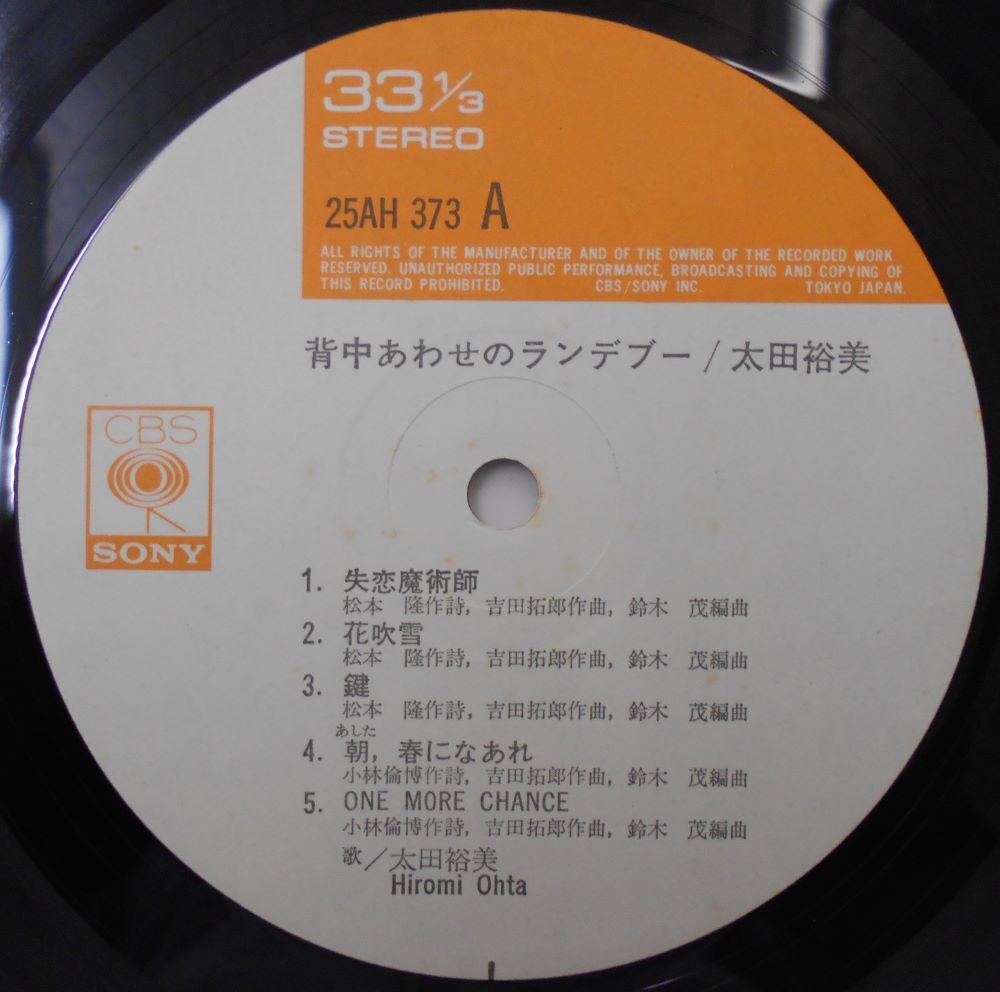 33 1/3
STEREO
25AH 373 A
ALL RIGHTS OF THE MANUFACTURER AND OF THE OWNER OF THE RECORDED WORK
RESERVED. UNAUTHORIZED PUBLIC PERFORMANCE, BROADCASTING AND COPYING OF
THIS RECORD PROHIBITED. CBS/SONY INC. TOKYO JAPAN.
背中あわせのランデブー/太田裕美
CBS
SONY
1. 失恋魔術師
松本 隆作詩, 吉田拓郎作曲, 鈴木 茂編曲
2. 花吹雪
松本 隆作詩, 吉田拓郎作曲, 鈴木 茂編曲
3. 鍵
松本 隆作詩, 吉田拓郎作曲, 鈴木 茂編曲
あした
4. 朝, 春になあれ
小林倫博作詩, 吉田拓郎作曲, 鈴木 茂編曲
5. ONE MORE CHANCE
小林倫博作詩, 吉田拓郎作曲, 鈴木 茂編曲
歌/太田裕美
Hiromi Ohta